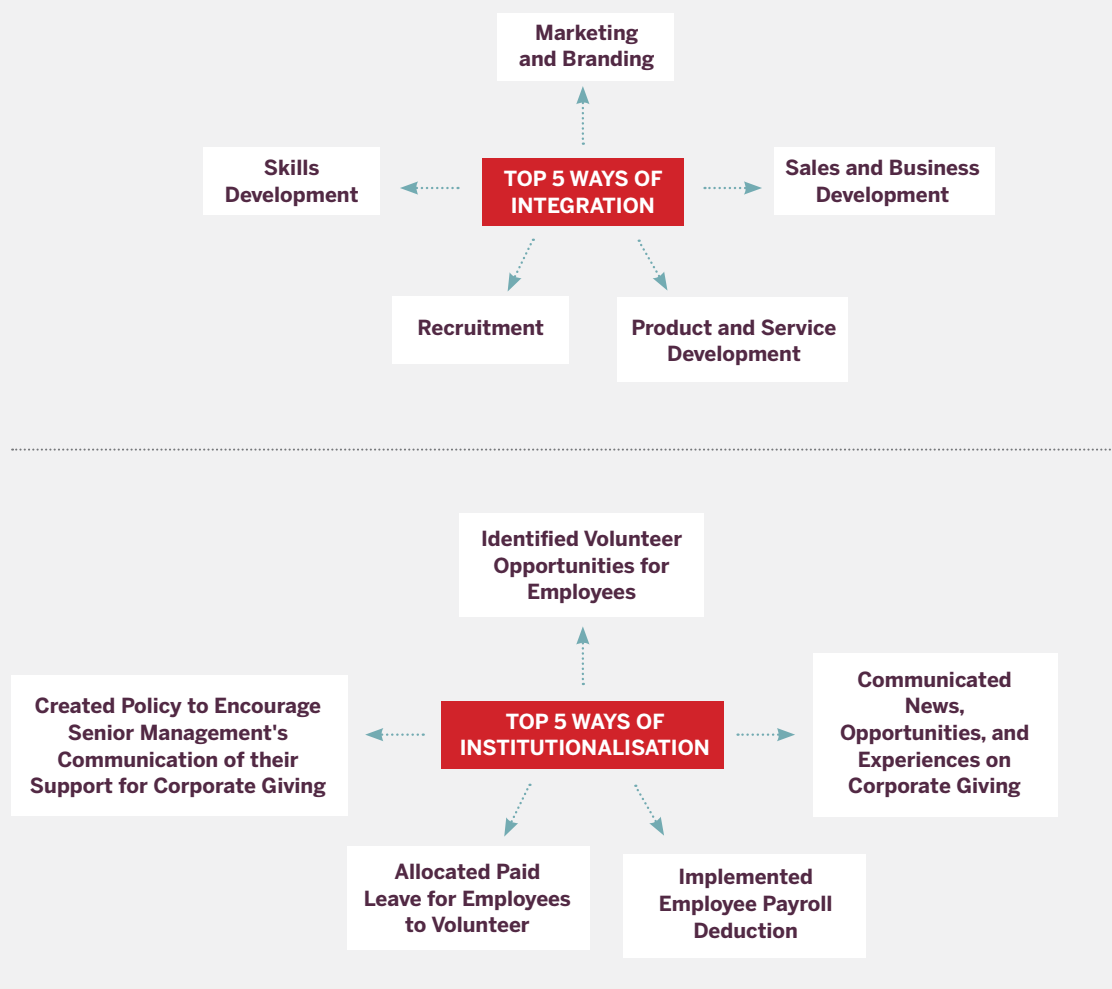 Marketing
and Branding
Skills
Development
TOP 5 WAYS OF
INTEGRATION
Sales and Business
Development
Recruitment
Product and Service
Development
Identified Volunteer
Opportunities for
Employees
Created Policy to Encourage
Senior Management's
Communication of their
Support for Corporate Giving
TOP 5 WAYS OF
INSTITUTIONALISATION
Communicated
News,
Opportunities, and
Experiences on
Corporate Giving
Allocated Paid
Leave for Employees
to Volunteer
Implemented
Employee Payroll
Deduction